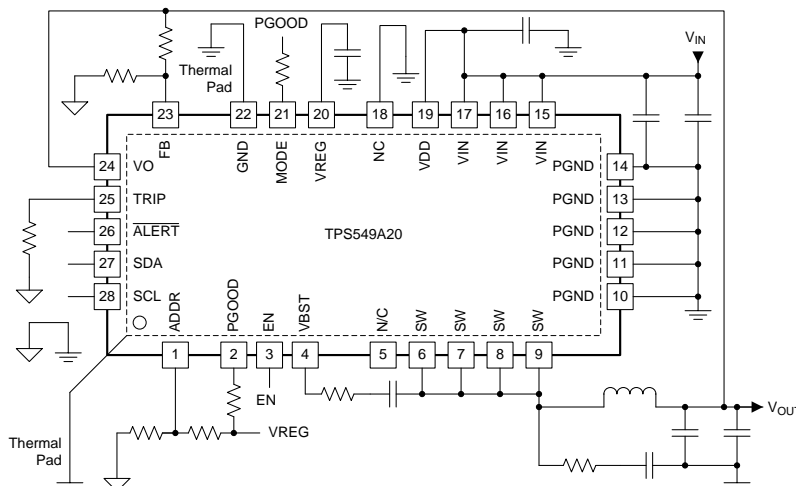 PGOOD
V_IN
Thermal
Pad
23 22 21 20 18 19 17 16 15
FB GND MODE VREG NC VDD VIN VIN VIN
24 VO PGND 14
25 TRIP PGND 13
26 ALERT TPS549A20 PGND 12
27 SDA PGND 11
28 SCL PGND 10
ADDR PGOOD EN VBST N/C SW SW SW SW
1 2 3 4 5 6 7 8 9
EN
V_OUT
VREG
Thermal
Pad